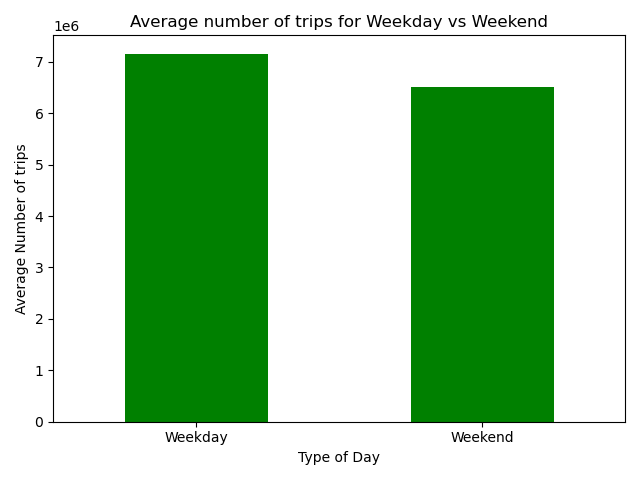 Average number of trips for Weekday vs Weekend
1e6
7
6
5
4
3
2
1
0
Average Number of trips
Weekday Weekend
Type of Day